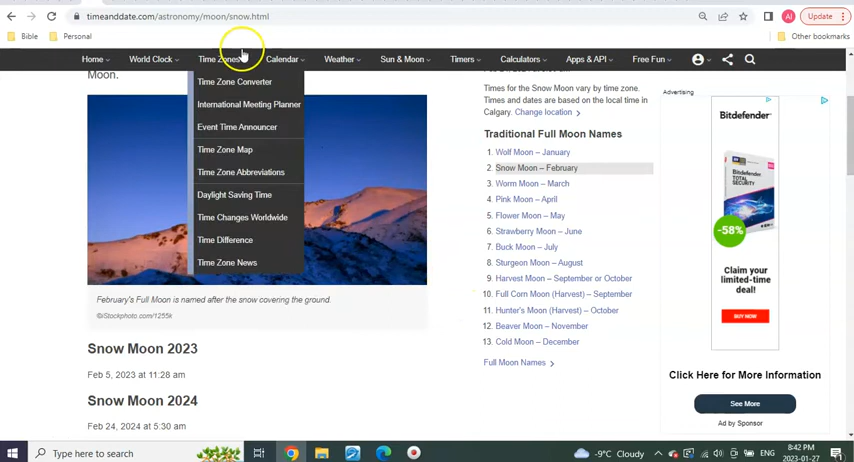 timeanddate.com/astronomy/moon/snow.html
AI
Update
Bible
Personal
Other bookmarks
Home
World Clock
Time Zones
Calendar
Weather
Sun & Moon
Timers
Calculators
Apps & API
Free Fun
Moon.
Time Zone Converter
International Meeting Planner
Event Time Announcer
Time Zone Map
Time Zone Abbreviations
Daylight Saving Time
Time Changes Worldwide
Time Difference
Time Zone News
February's Full Moon is named after the snow covering the ground.
©iStockphoto.com/1255k
Snow Moon 2023
Feb 5, 2023 at 11:28 am
Snow Moon 2024
Feb 24, 2024 at 5:30 am
Times for the Snow Moon vary by time zone.
Times and dates are based on the local time in
Calgary. Change location
Traditional Full Moon Names
1. Wolf Moon – January
2. Snow Moon – February
3. Worm Moon – March
4. Pink Moon – April
5. Flower Moon – May
6. Strawberry Moon – June
7. Buck Moon – July
8. Sturgeon Moon – August
9. Harvest Moon – September or October
10. Full Corn Moon (Harvest) – September
11. Hunter's Moon (Harvest) – October
12. Beaver Moon – November
13. Cold Moon – December
Full Moon Names
Advertising
Bitdefender
-58%
Claim your
limited-time
deal!
BUY NOW
Click Here for More Information
See More
Ad by Sponsor
Type here to search
-9°C Cloudy
ENG
8:42 PM
2023-01-27